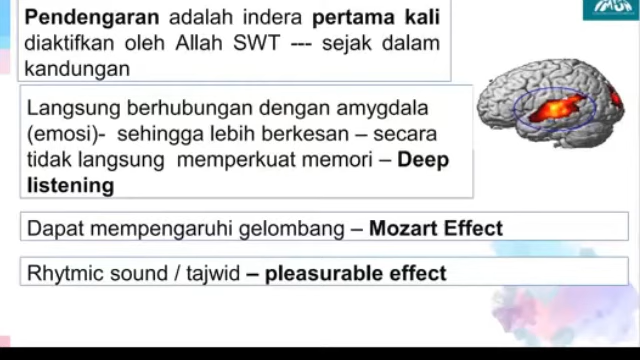 Pendengaran adalah indera pertama kali
diaktifkan oleh Allah SWT --- sejak dalam
kandungan
Langsung berhubungan dengan amygdala
(emosi)- sehingga lebih berkesan – secara
tidak langsung memperkuat memori – Deep
listening
Dapat mempengaruhi gelombang – Mozart Effect
Rhytmic sound / tajwid – pleasurable effect